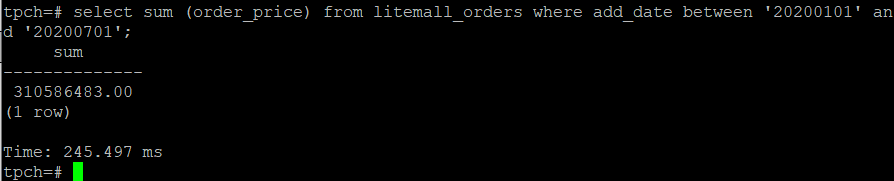 tpch=# select sum (order_price) from litemall_orders where add_date between '20200101' an
d '20200701';
sum
--------------
310586483.00
(1 row)
Time: 245.497 ms
tpch=#